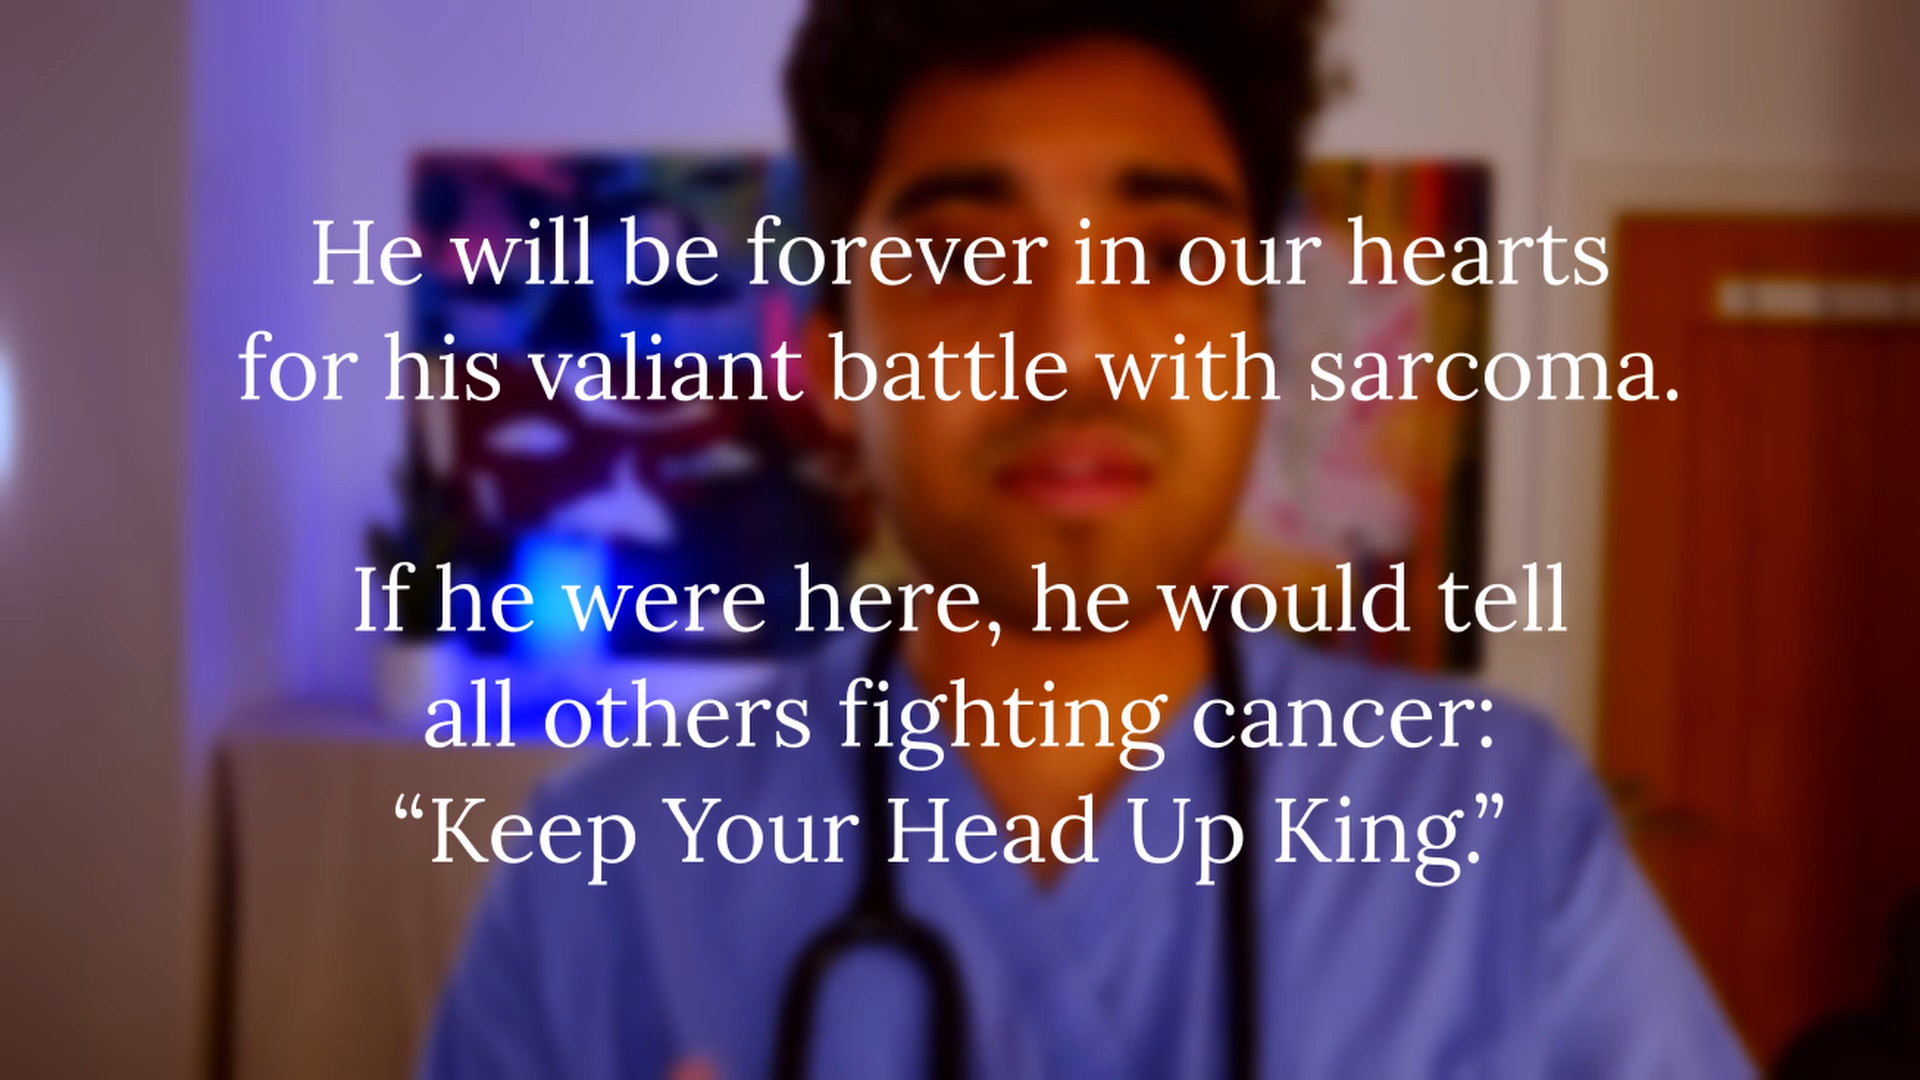 He will be forever in our hearts
for his valiant battle with sarcoma.
If he were here, he would tell
all others fighting cancer:
“Keep Your Head Up King.”